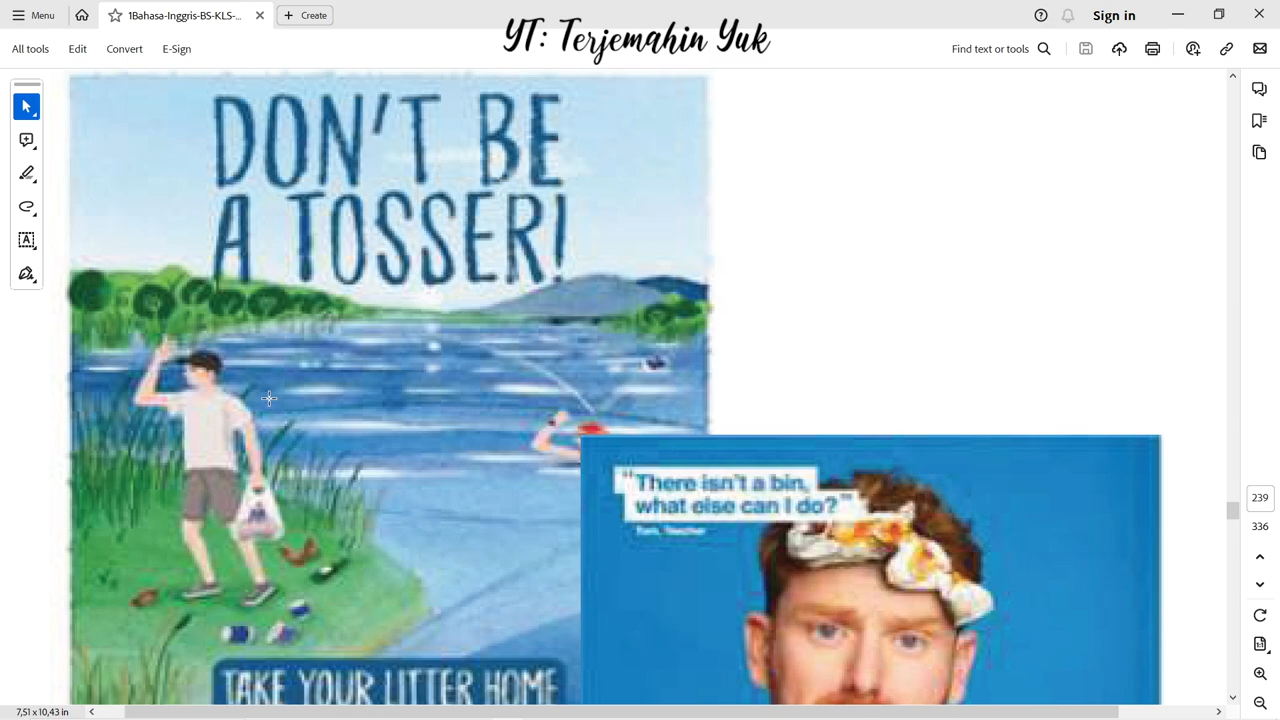 Menu
1Bahasa-Inggris-BS-KLS-...
Create
YT: Terjemahin Yuk
Sign in
All tools
Edit
Convert
E-Sign
Find text or tools
DON'T BE
A TOSSER!
"There isn't a bin,
what else can I do?"
Tom, Teacher
TAKE YOUR LITTER HOME
239
336
7,51 x 10,43 in